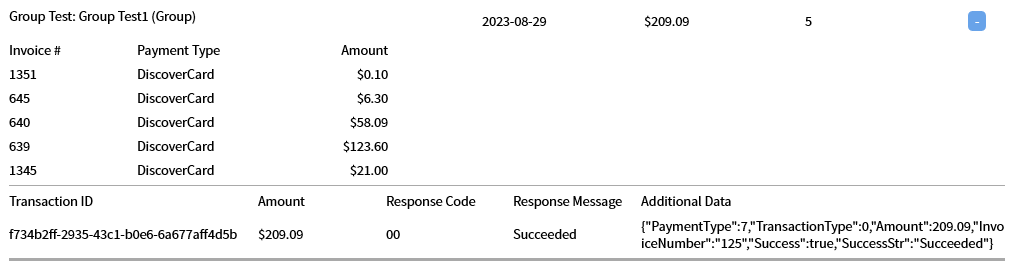 Group Test: Group Test1 (Group) 2023-08-29 $209.09 5 -
Invoice # Payment Type Amount
1351 DiscoverCard $0.10
645 DiscoverCard $6.30
640 DiscoverCard $58.09
639 DiscoverCard $123.60
1345 DiscoverCard $21.00
Transaction ID Amount Response Code Response Message Additional Data
f734b2ff-2935-43c1-b0e6-6a677aff4d5b $209.09 00 Succeeded {"PaymentType":7,"TransactionType":0,"Amount":209.09,"Invo
iceNumber":"125","Success":true,"SuccessStr":"Succeeded"}